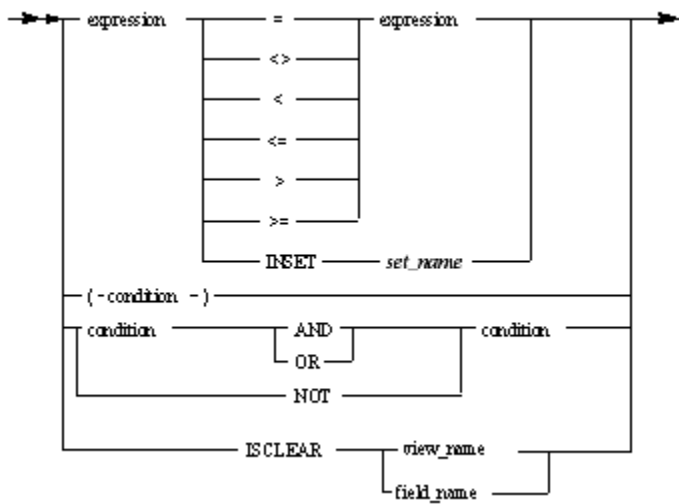 expression = expression
<>
<
<=
>
>=
INSET set_name
( - condition - )
condition AND condition
OR
NOT
ISCLEAR view_name
field_name